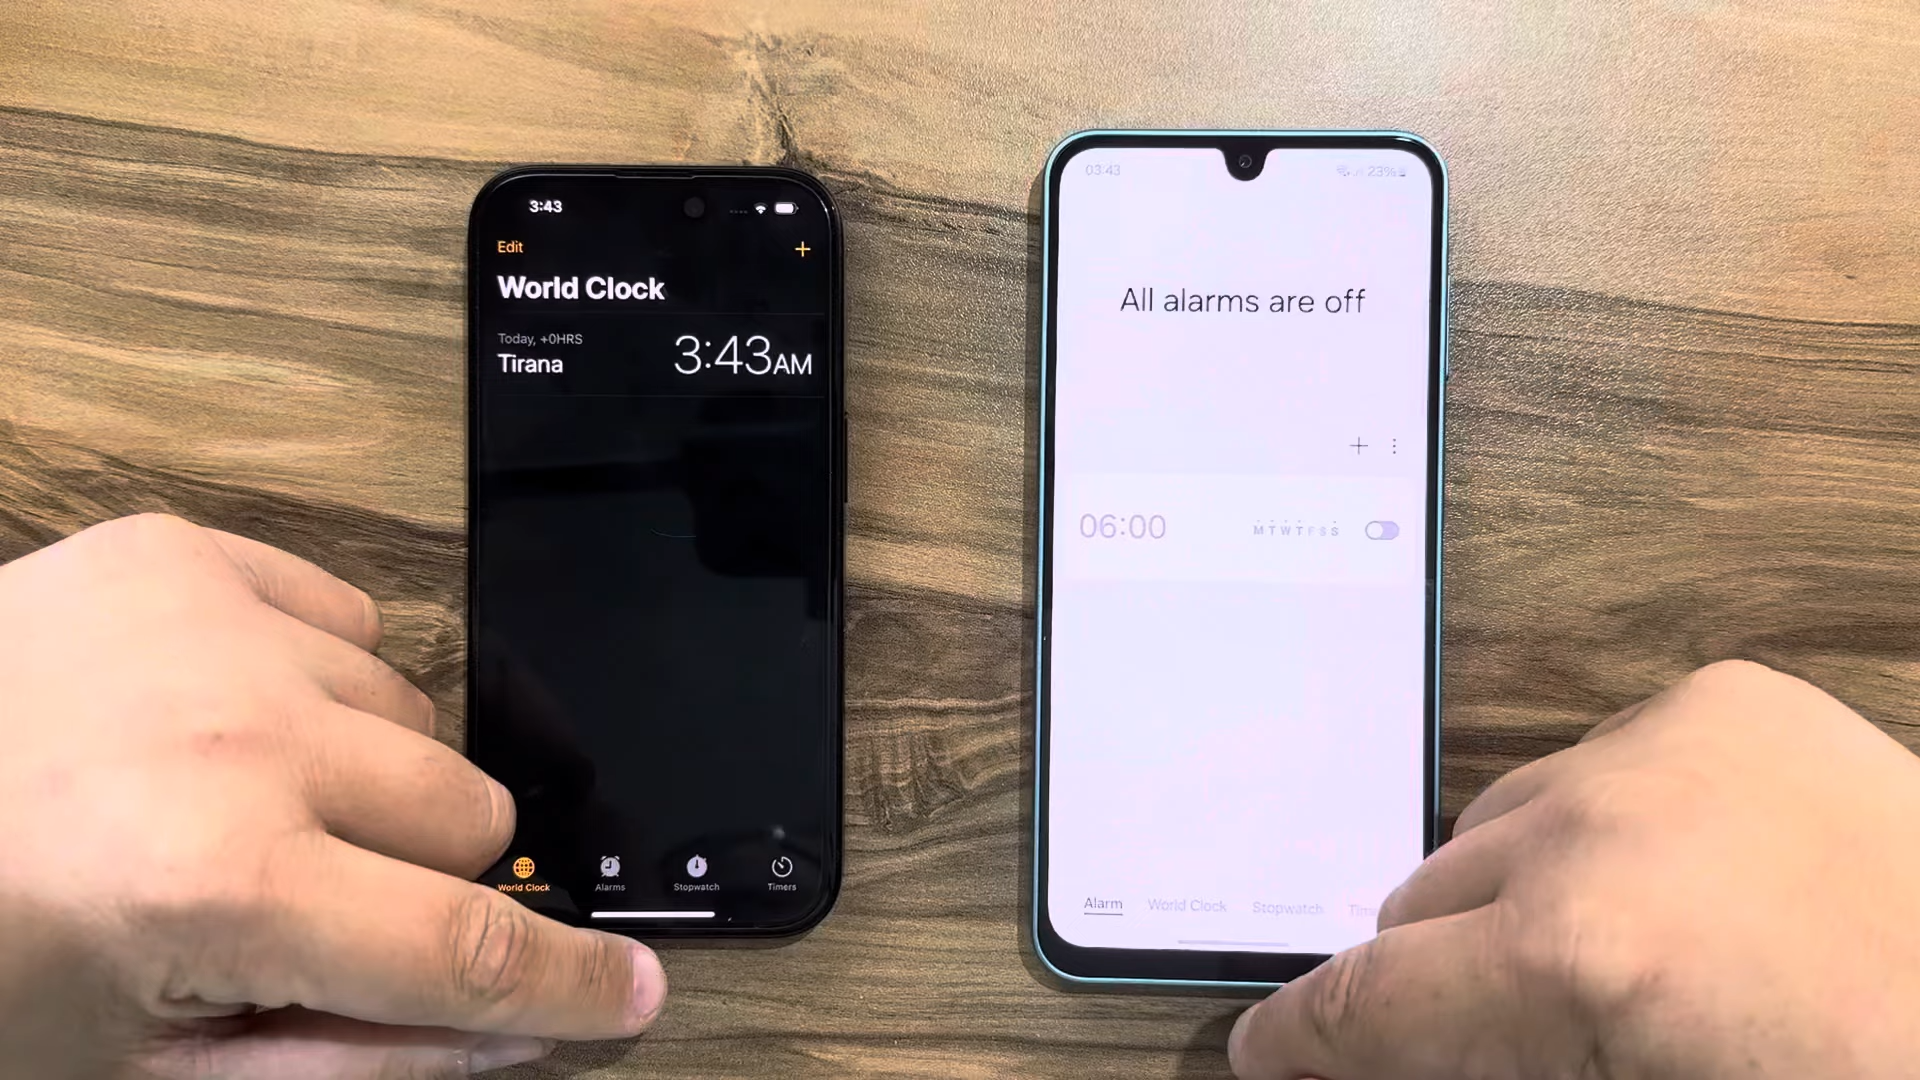 3:43
Edit
+
World Clock
Today, +0HRS
Tirana
3:43AM
World Clock
Alarms
Stopwatch
Timers
03:43
23%
All alarms are off
+
06:00
M T W T F S S
Alarm
World Clock
Stopwatch